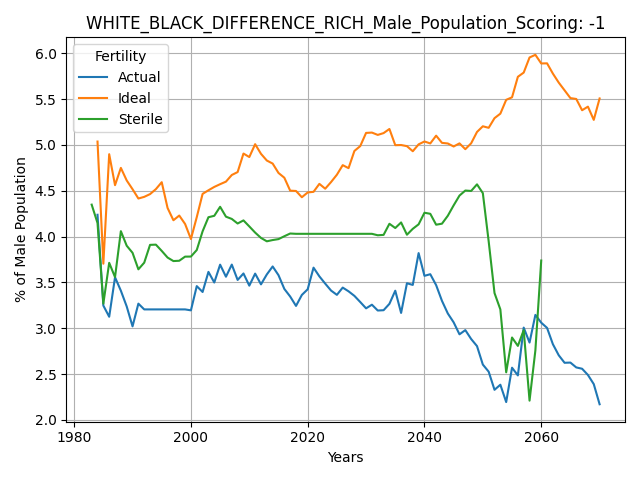 WHITE_BLACK_DIFFERENCE_RICH_Male_Population_Scoring: -1
Fertility
Actual
Ideal
Sterile
% of Male Population
6.0
5.5
5.0
4.5
4.0
3.5
3.0
2.5
2.0
1980
2000
2020
2040
2060
Years